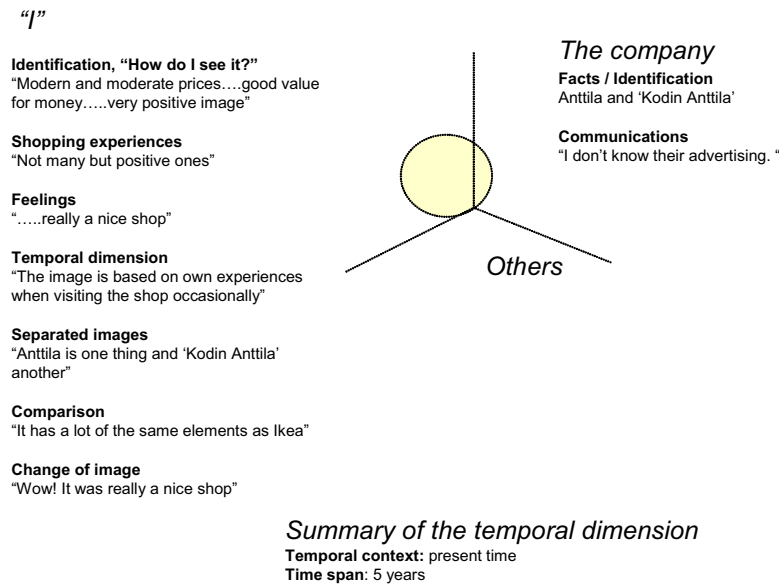 “I”
Identification, “How do I see it?”
“Modern and moderate prices….good value
for money…..very positive image”
Shopping experiences
“Not many but positive ones”
Feelings
“…..really a nice shop”
Temporal dimension
“The image is based on own experiences
when visiting the shop occasionally”
Separated images
“Anttila is one thing and ‘Kodin Anttila’
another”
Comparison
“It has a lot of the same elements as Ikea”
Change of image
“Wow! It was really a nice shop”
The company
Facts / Identification
Anttila and ‘Kodin Anttila’
Communications
“I don’t know their advertising. “
Others
Summary of the temporal dimension
Temporal context: present time
Time span: 5 years